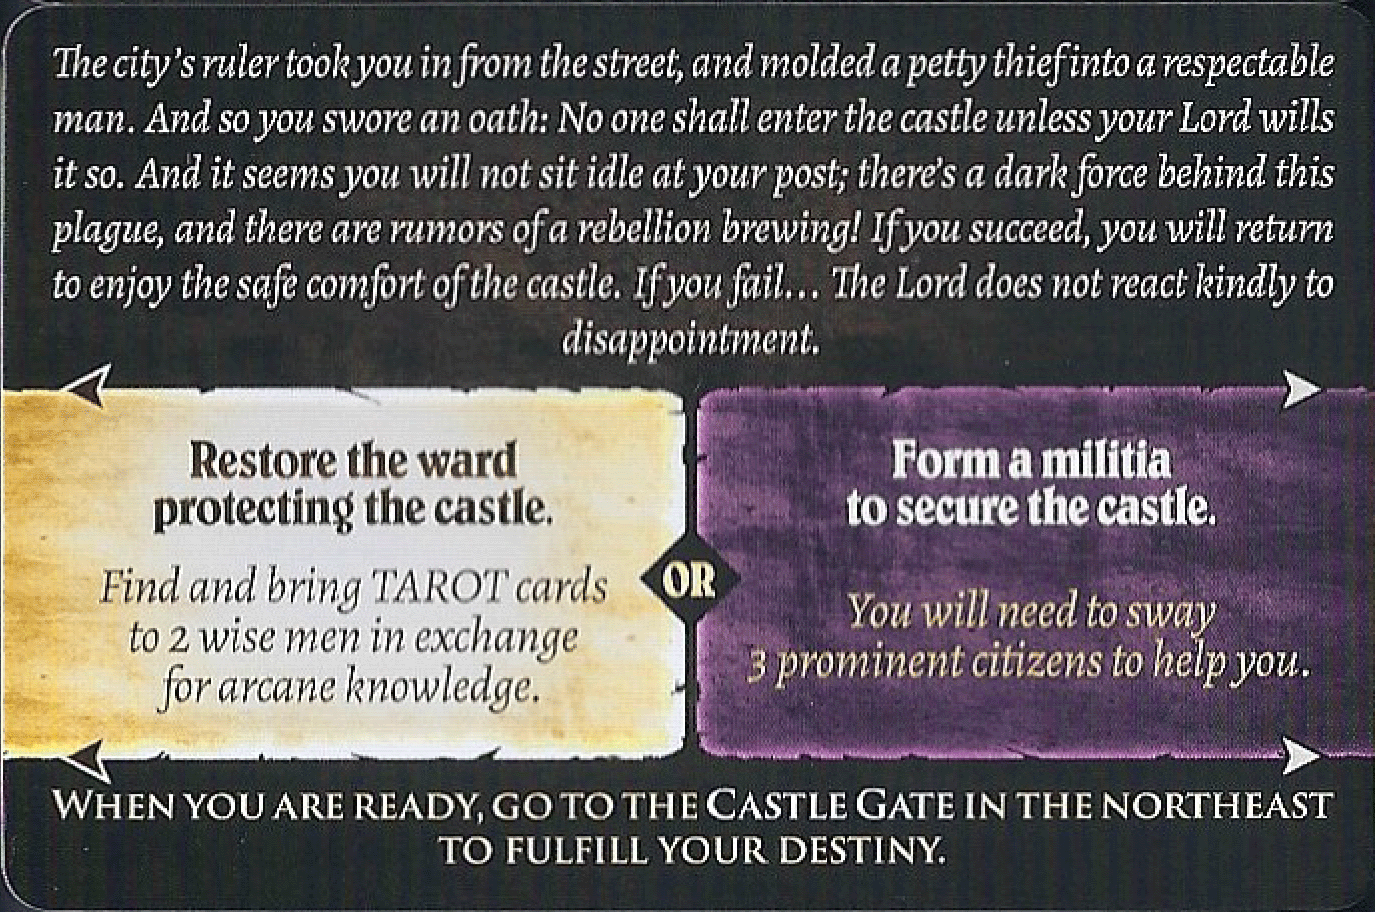 The city's ruler took you in from the street, and molded a petty thief into a respectable
man. And so you swore an oath: No one shall enter the castle unless your Lord wills
it so. And it seems you will not sit idle at your post; there's a dark force behind this
plague, and there are rumors of a rebellion brewing! If you succeed, you will return
to enjoy the safe comfort of the castle. If you fail... The Lord does not react kindly to
disappointment.
Restore the ward
protecting the castle.
Find and bring TAROT cards
to 2 wise men in exchange
for arcane knowledge.
OR
Form a militia
to secure the castle.
You will need to sway
3 prominent citizens to help you.
WHEN YOU ARE READY, GO TO THE CASTLE GATE IN THE NORTHEAST
TO FULFILL YOUR DESTINY.